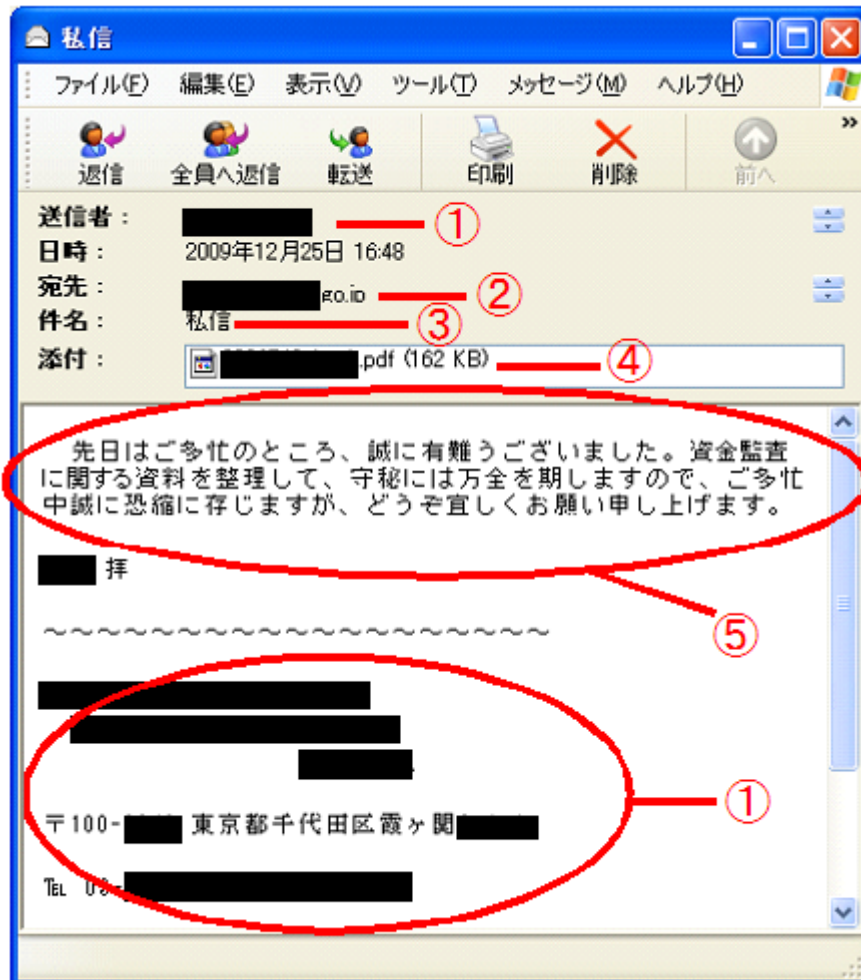 私信
ファイル(F) 編集(E) 表示(V) ツール(T) メッセージ(M) ヘルプ(H)
返信 全員へ返信 転送 印刷 削除 前へ
送信者: ①
日時: 2009年12月25日 16:48
宛先: go.jp ②
件名: 私信 ③
添付: .pdf (162 KB) ④
先日はご多忙のところ、誠に有難うございました。資金監査
に関する資料を整理して、守秘には万全を期しますので、ご多忙
中誠に恐縮に存じますが、どうぞ宜しくお願い申し上げます。
拝
⑤
~~~~~~~~~~~~~~~~~~~
①
〒100- 東京都千代田区霞ヶ関
℡